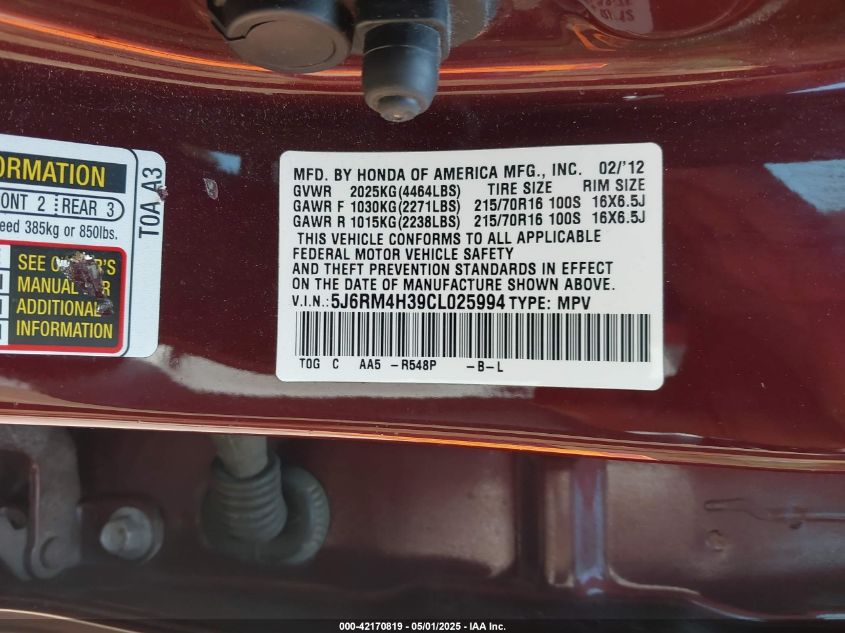 ORMATION
ONT 2 REAR 3
eed 385kg or 850lbs.
SEE
MANUAL
ADDITIONAL
INFORMATION
TOA A3
MFD. BY HONDA OF AMERICA MFG., INC. 02/'12
GVWR 2025KG(4464LBS) TIRE SIZE RIM SIZE
GAWR F 1030KG(2271LBS) 215/70R16 100S 16X6.5J
GAWR R 1015KG(2238LBS) 215/70R16 100S 16X6.5J
THIS VEHICLE CONFORMS TO ALL APPLICABLE
FEDERAL MOTOR VEHICLE SAFETY
AND THEFT PREVENTION STANDARDS IN EFFECT
ON THE DATE OF MANUFACTURE SHOWN ABOVE.
V.I.N.: 5J6RM4H39CL025994 TYPE: MPV
TOG C AA5 -R548P -B-L
000-42170819 - 05/01/2025 - IAA Inc.